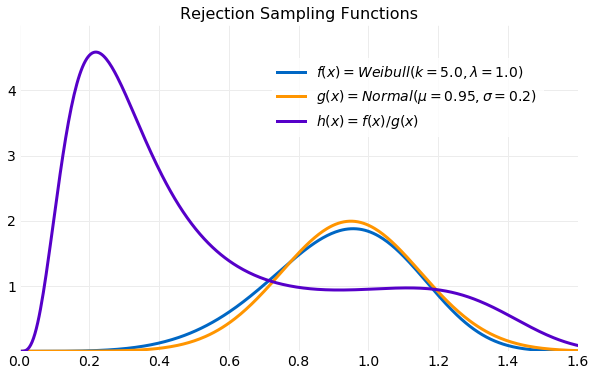 Rejection Sampling Functions
f(x) = Weibull(k = 5.0, λ = 1.0)
g(x) = Normal(μ = 0.95, σ = 0.2)
h(x) = f(x)/g(x)
4
3
2
1
0.0 0.2 0.4 0.6 0.8 1.0 1.2 1.4 1.6